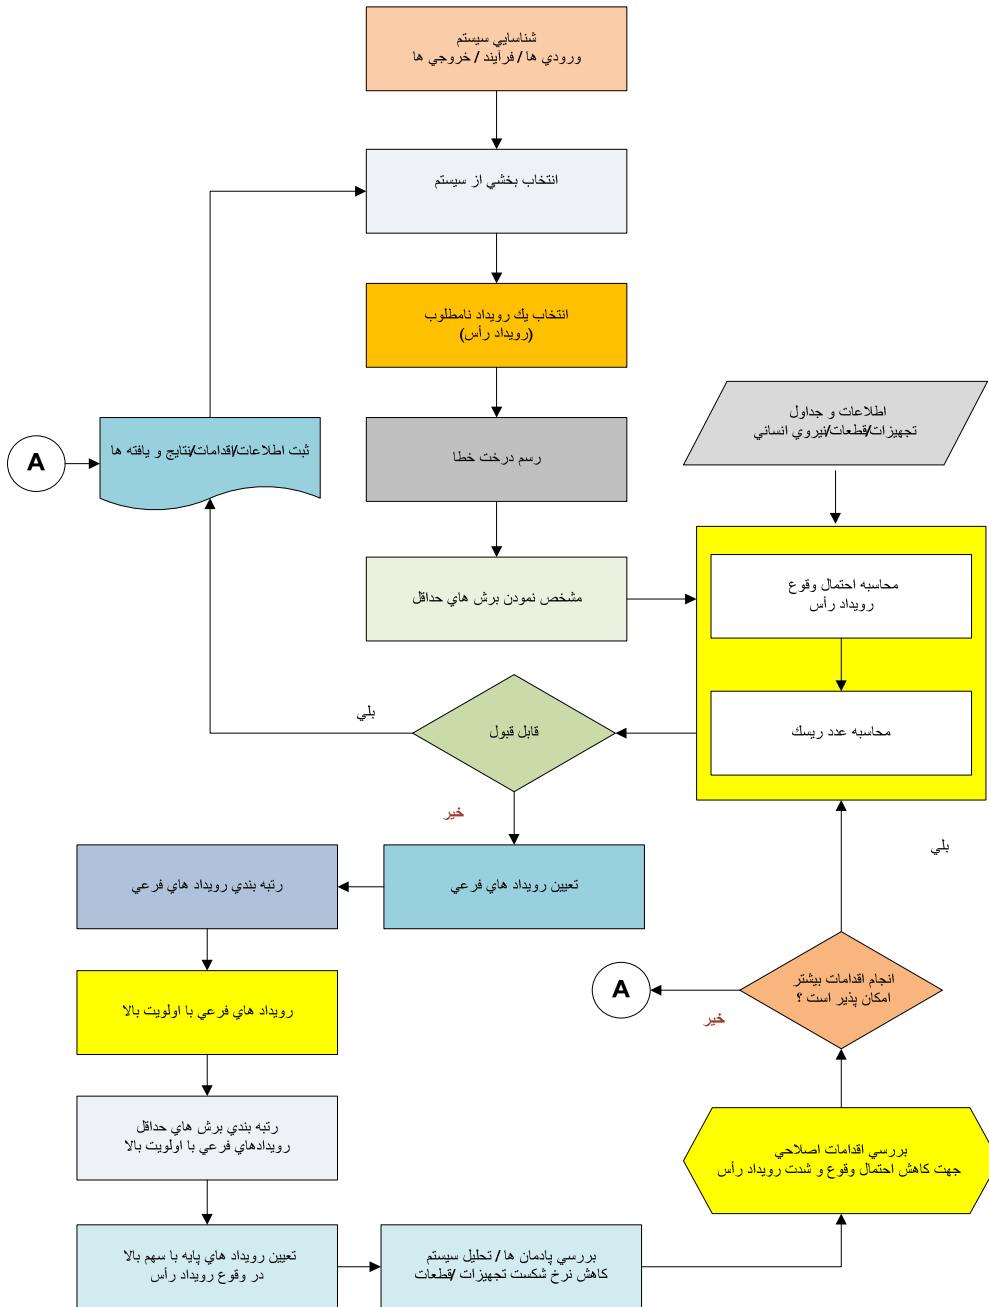 شناسايي سيستم
ورودي ها / فرآيند / خروجي ها
انتخاب بخشي از سيستم
انتخاب يك رويداد نامطلوب
(رويداد رأس)
اطلاعات و جداول
تجهيزات/قطعات/نيروي انساني
ثبت اطلاعات/اقدامات/نتايج و يافته ها
A
رسم درخت خطا
مشخص نمودن برش هاي حداقل
محاسبه احتمال وقوع
رويداد رأس
محاسبه عدد ريسك
قابل قبول
بلي
خير
تعيين رويداد هاي فرعي
رتبه بندي رويداد هاي فرعي
بلي
رويداد هاي فرعي با اولويت بالا
انجام اقدامات بيشتر
امكان پذير است ؟
A
خير
رتبه بندي برش هاي حداقل
رويدادهاي فرعي با اولويت بالا
بررسي اقدامات اصلاحي
جهت كاهش احتمال وقوع و شدت رويداد رأس
تعيين رويداد هاي پايه با سهم بالا
در وقوع رويداد رأس
بررسي پادمان ها / تحليل سيستم
كاهش نرخ شكست تجهيزات /قطعات